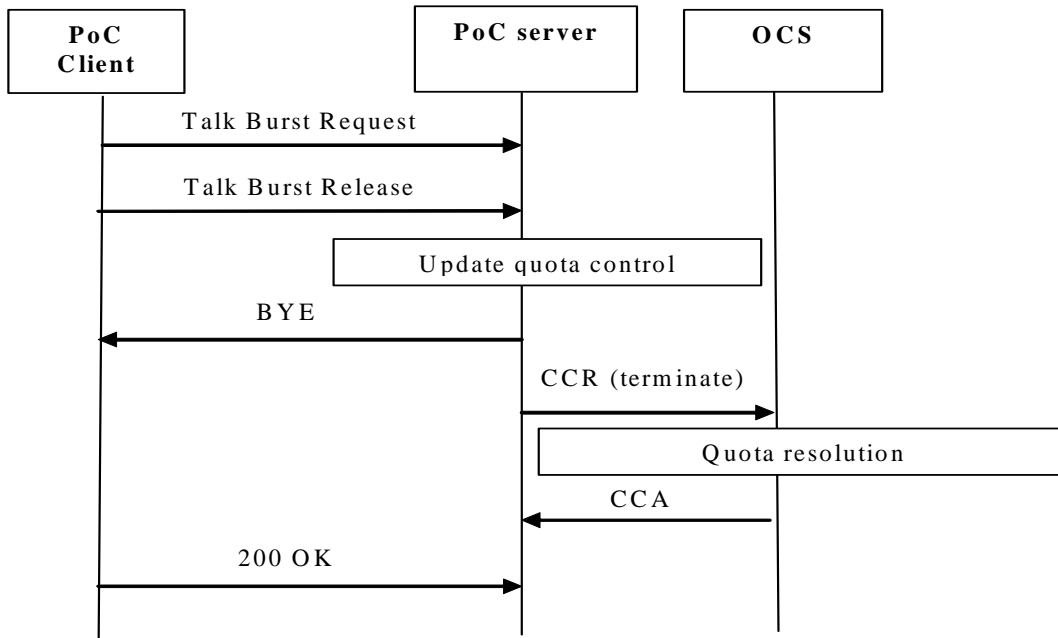 PoC
Client
PoC server
OCS
Talk Burst Request
Talk Burst Release
Update quota control
BYE
CCR (terminate)
Quota resolution
CCA
200 OK